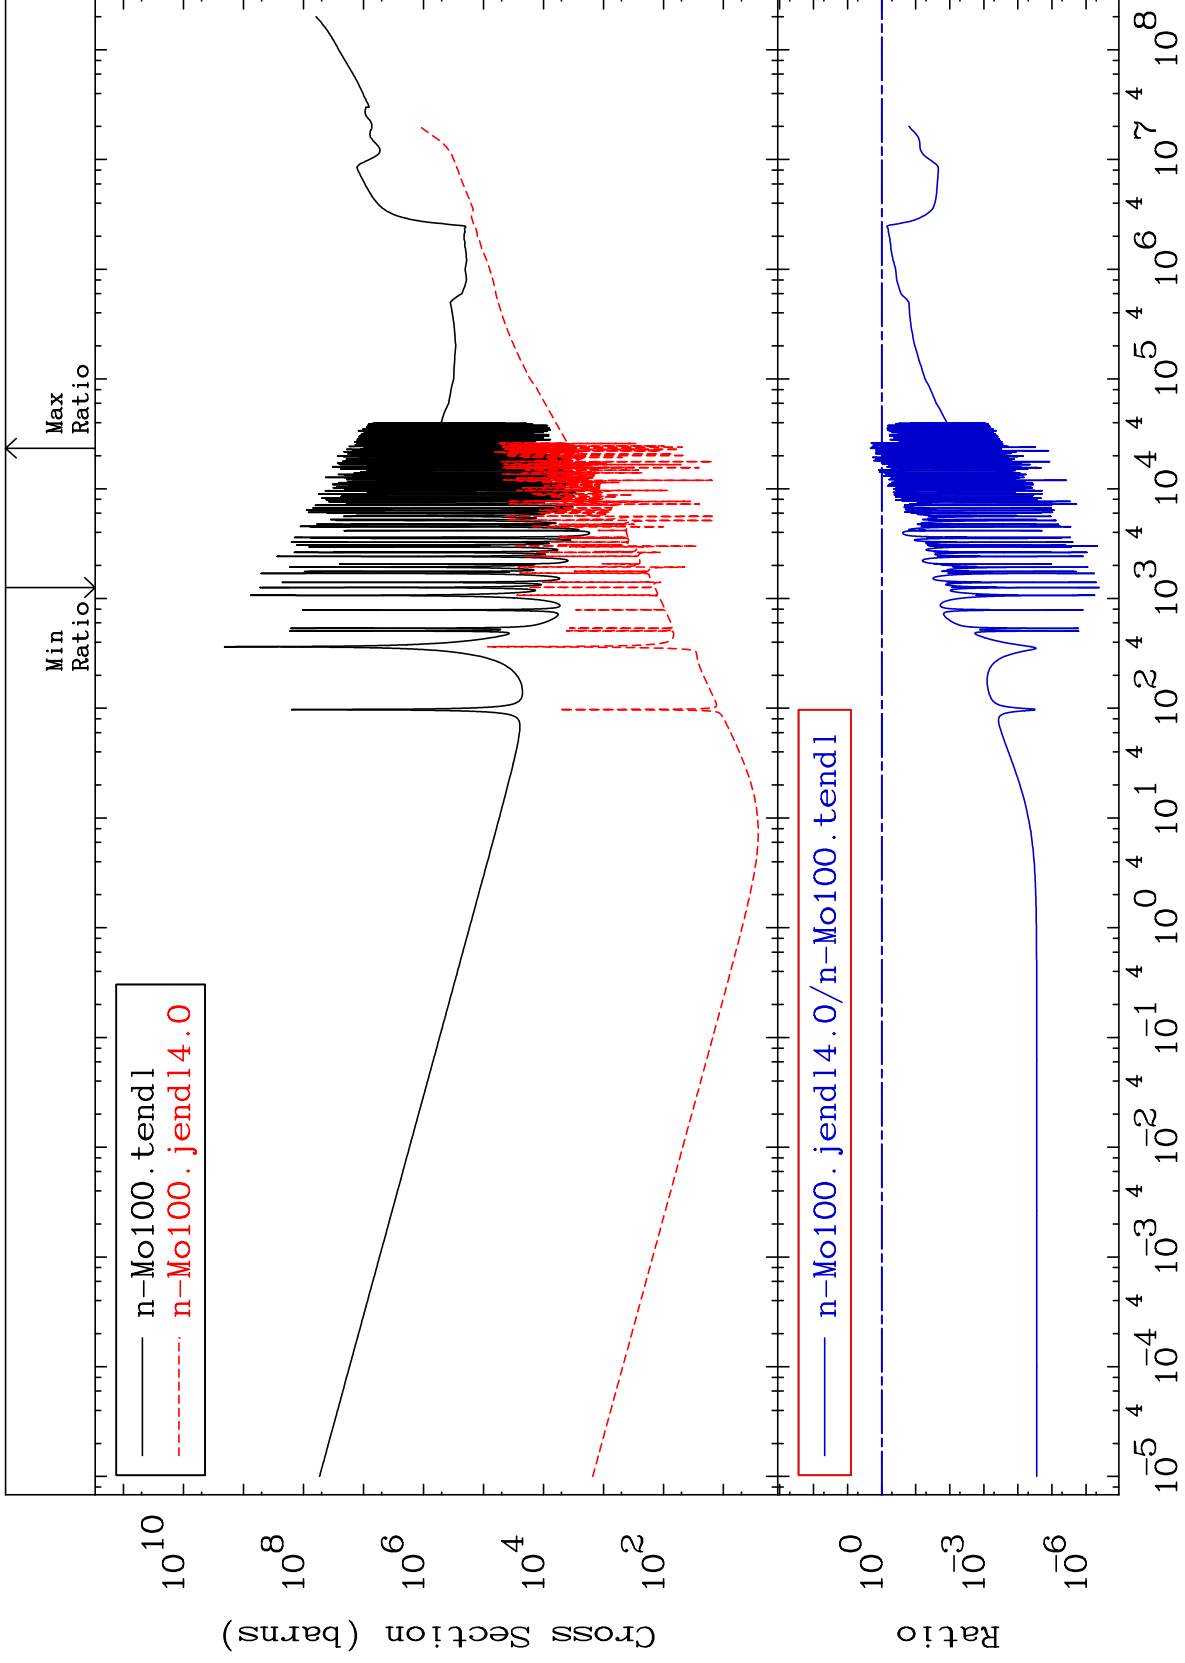 Min
Ratio
Max
Ratio
n-Mo100.tendl
n-Mo100.jendl4.0
10^10
10^8
10^6
10^4
10^2
Cross Section (barns)
n-Mo100.jendl4.0/n-Mo100.tendl
10^0
10^-3
10^-6
Ratio
10^-5 4 10^-4 4 10^-3 4 10^-2 4 10^-1 4 10^0 4 10^1 4 10^2 4 10^3 4 10^4 4 10^5 4 10^6 4 10^7 4 10^8